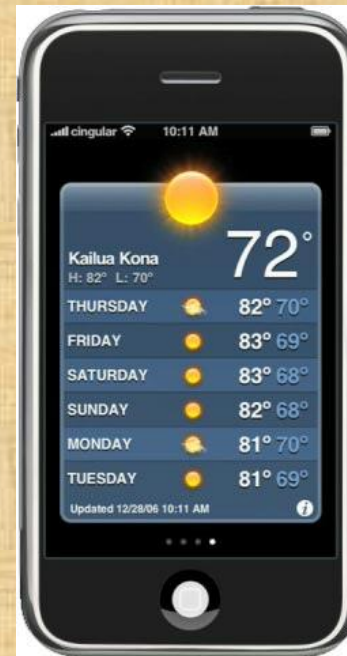 cingular 10:11 AM
72°
Kailua Kona
H: 82° L: 70°
THURSDAY 82° 70°
FRIDAY 83° 69°
SATURDAY 83° 68°
SUNDAY 82° 68°
MONDAY 81° 70°
TUESDAY 81° 69°
Updated 12/28/06 10:11 AM i